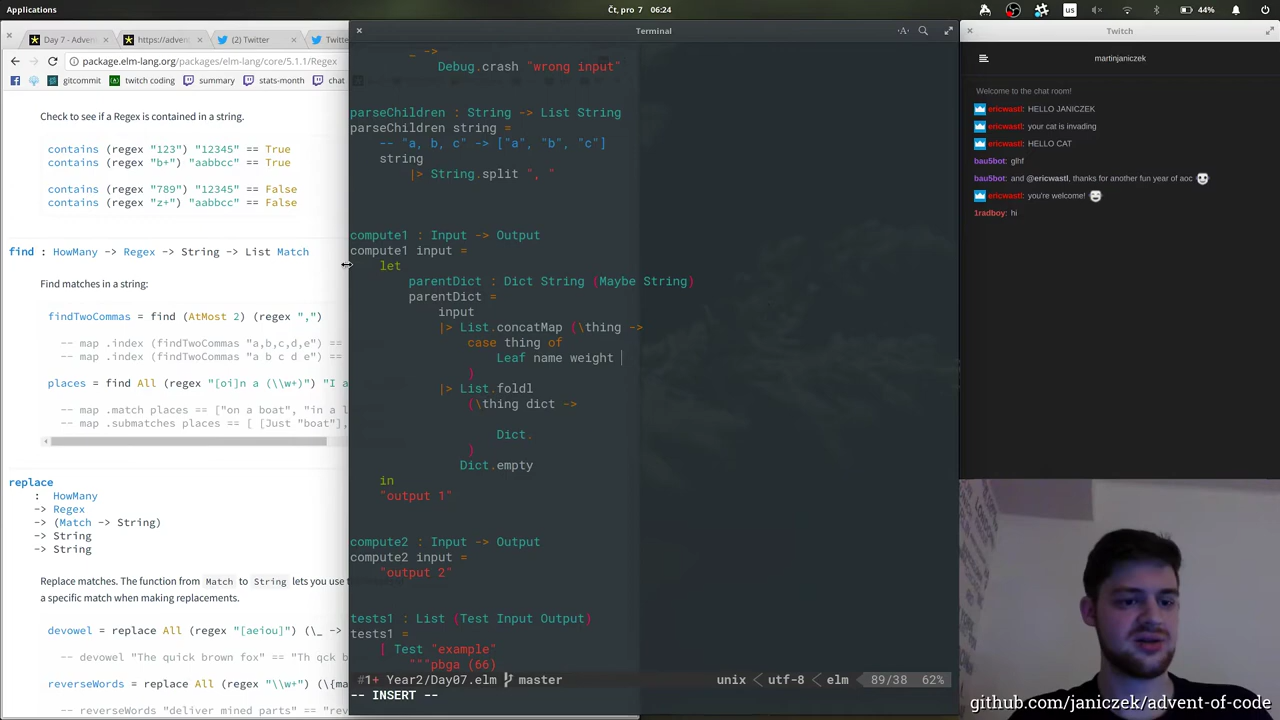 Applications
Čt, pro 7 06:24
us
44%
Day 7 - Adven
https://adven
(2) Twitter
Twitte
package.elm-lang.org/packages/elm-lang/core/5.1.1/Regex
gitcommit
twitch coding
summary
stats-month
chat
Check to see if a Regex is contained in a string.
contains (regex "123") "12345" == True
contains (regex "b+") "aabbcc" == True
contains (regex "789") "12345" == False
contains (regex "z+") "aabbcc" == False
find : HowMany -> Regex -> String -> List Match
Find matches in a string:
findTwoCommas = find (AtMost 2) (regex ",")
-- map .index (findTwoCommas "a,b,c,d,e") ==
-- map .index (findTwoCommas "a b c d e") ==
places = find All (regex "[oi]n a (\\w+)") "I a
-- map .match places == ["on a boat", "in a l
-- map .submatches places == [ [Just "boat"],
replace
: HowMany
-> Regex
-> (Match -> String)
-> String
-> String
Replace matches. The function from Match to String lets you use t
a specific match when making replacements.
devowel = replace All (regex "[aeiou]") (\_ ->
-- devowel "The quick brown fox" == "Th qck b
reverseWords = replace All (regex "\\w+") (\{ma
-- reverseWords "deliver mined parts" == "rev
Terminal
_ ->
Debug.crash "wrong input"
parseChildren : String -> List String
parseChildren string =
-- "a, b, c" -> ["a", "b", "c"]
string
|> String.split ", "
compute1 : Input -> Output
compute1 input =
let
parentDict : Dict String (Maybe String)
parentDict =
input
|> List.concatMap (\thing ->
case thing of
Leaf name weight
)
|> List.foldl
(\thing dict ->
Dict.
)
Dict.empty
in
"output 1"
compute2 : Input -> Output
compute2 input =
"output 2"
tests1 : List (Test Input Output)
tests1 =
[ Test "example"
"""pbga (66)
#1+ Year2/Day07.elm master unix < utf-8 < elm 89/38 62%
-- INSERT --
Twitch
martinjaniczek
Welcome to the chat room!
ericwastl: HELLO JANICZEK
ericwastl: your cat is invading
ericwastl: HELLO CAT
bau5bot: glhf
bau5bot: and @ericwastl, thanks for another fun year of aoc
ericwastl: you're welcome!
1radboy: hi
github.com/janiczek/advent-of-code